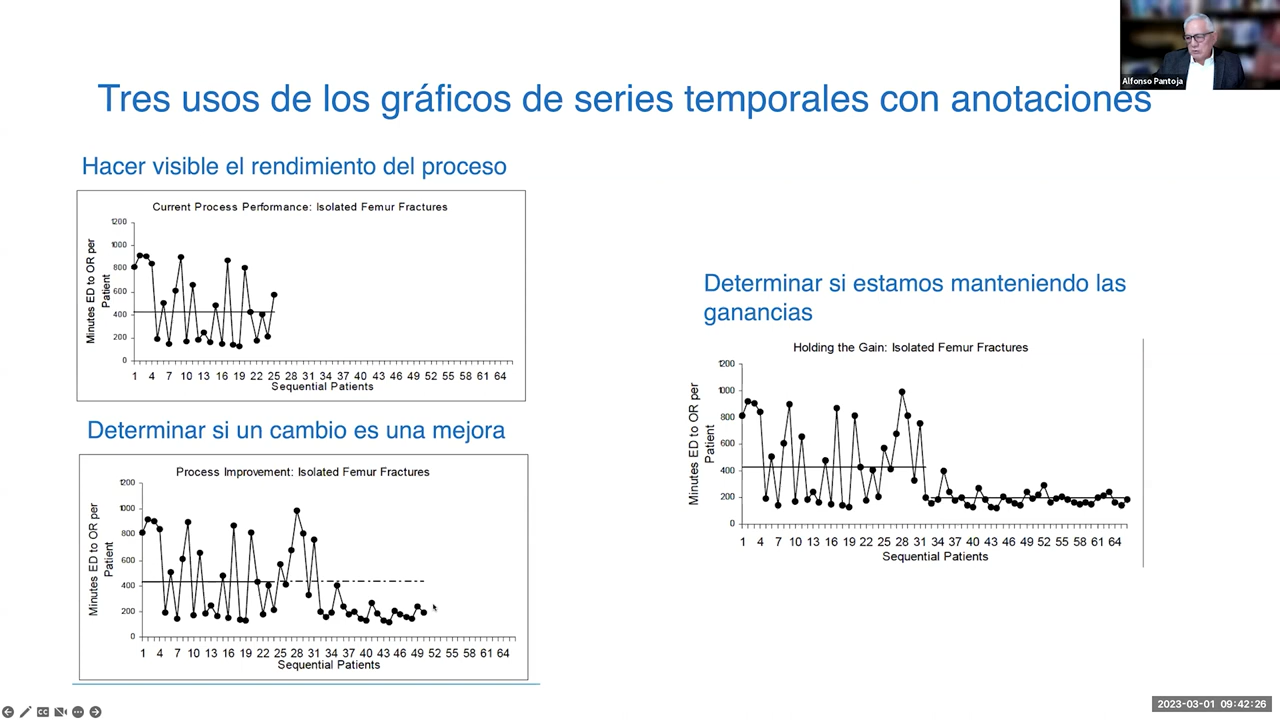 Alfonso Pantoja
Tres usos de los gráficos de series temporales con anotaciones
Hacer visible el rendimiento del proceso
Current Process Performance: Isolated Femur Fractures
Minutes ED to OR per
Patient
1200
1000
800
600
400
200
0
1 4 7 10 13 16 19 22 25 28 31 34 37 40 43 46 49 52 55 58 61 64
Sequential Patients
Determinar si un cambio es una mejora
Process Improvement: Isolated Femur Fractures
Minutes ED to OR per
Patient
1200
1000
800
600
400
200
0
1 4 7 10 13 16 19 22 25 28 31 34 37 40 43 46 49 52 55 58 61 64
Sequential Patients
Determinar si estamos manteniendo las
ganancias
Holding the Gain: Isolated Femur Fractures
Minutes ED to OR per
Patient
1200
1000
800
600
400
200
0
1 4 7 10 13 16 19 22 25 28 31 34 37 40 43 46 49 52 55 58 61 64
Sequential Patients
CC
2023-03-01 09:42:26